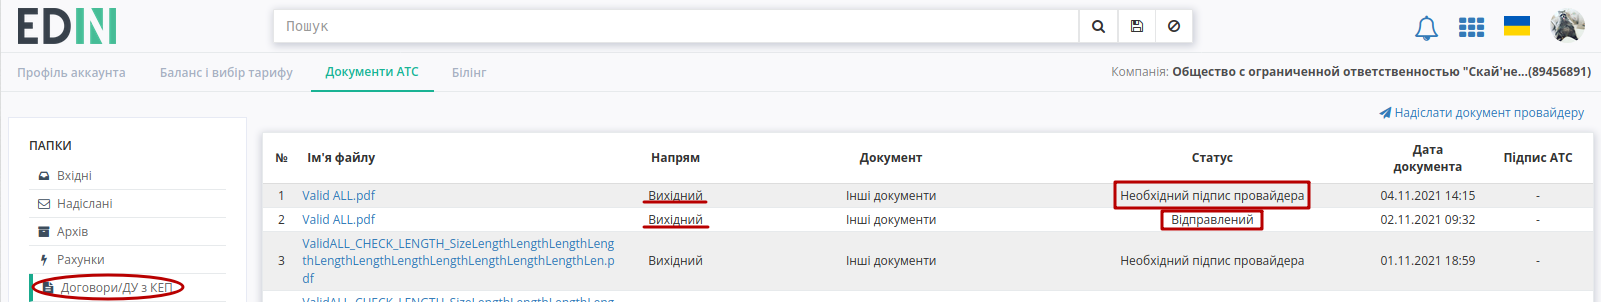 EDIN
Пошук
Профіль аккаунта
Баланс і вибір тарифу
Документи АТС
Білінг
Компанія: Общество с ограниченной ответственностью "Скай'не...(89456891)
Надіслати документ провайдеру
ПАПКИ
Вхідні
Надіслані
Архів
Рахунки
Договори/ДУ з КЕП
№ Ім'я файлу Напрям Документ Статус Дата документа Підпис АТС
1 Valid ALL.pdf Вихідний Інші документи Необхідний підпис провайдера 04.11.2021 14:15 -
2 Valid ALL.pdf Вихідний Інші документи Відправлений 02.11.2021 09:32 -
ValidALL_CHECK_LENGTH_SizeLengthLengthLengthLeng
3 thLengthLengthLengthLengthLengthLengthLengthLen.p Вихідний Інші документи Необхідний підпис провайдера 01.11.2021 18:59 -
df
ValidALL_CHECK_LENGTH_SizeLengthLengthLengthLeng